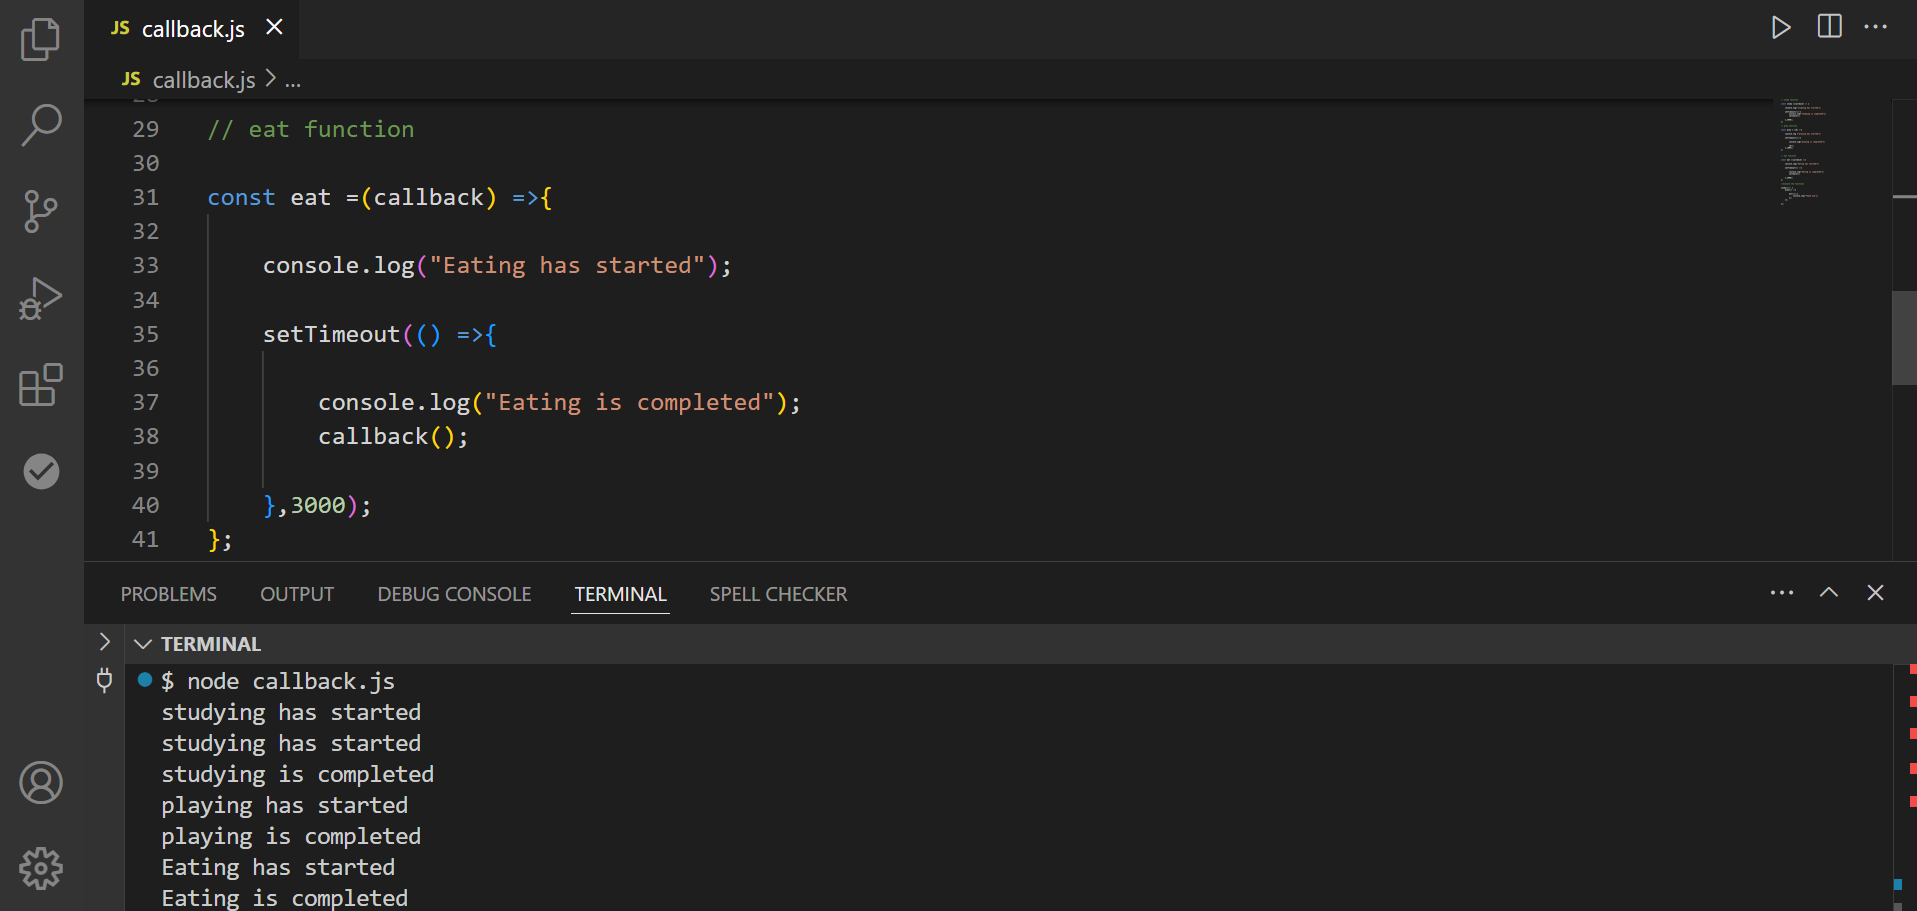 JS callback.js
JS callback.js > ...
29 // eat function
30
31 const eat =(callback) =>{
32
33 console.log("Eating has started");
34
35 setTimeout(() =>{
36
37 console.log("Eating is completed");
38 callback();
39
40 },3000);
41 };
PROBLEMS OUTPUT DEBUG CONSOLE TERMINAL SPELL CHECKER
TERMINAL
$ node callback.js
studying has started
studying has started
studying is completed
playing has started
playing is completed
Eating has started
Eating is completed